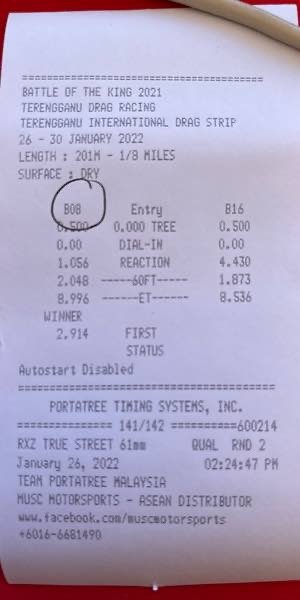 ==========================================
BATTLE OF THE KING 2021
TERENGGANU DRAG RACING
TERENGGANU INTERNATIONAL DRAG STRIP
26 - 30 JANUARY 2022
LENGTH : 201M - 1/8 MILES
SURFACE : DRY
B08 Entry B16
0.500 0.000 TREE 0.500
0.00 DIAL-IN 0.00
1.056 REACTION 4.430
2.048 -----60FT----- 1.873
8.996 ------ET------ 8.536
WINNER
2.914 FIRST
STATUS
Autostart Disabled
==========================================
PORTATREE TIMING SYSTEMS, INC.
============== 141/142 ==========600214
RXZ TRUE STREET 61mm QUAL RND 2
January 26, 2022 02:24:47 PM
TEAM PORTATREE MALAYSIA
MUSC MOTORSPORTS - ASEAN DISTRIBUTOR
www.facebook.com/muscmotorsports
+6016-6681490